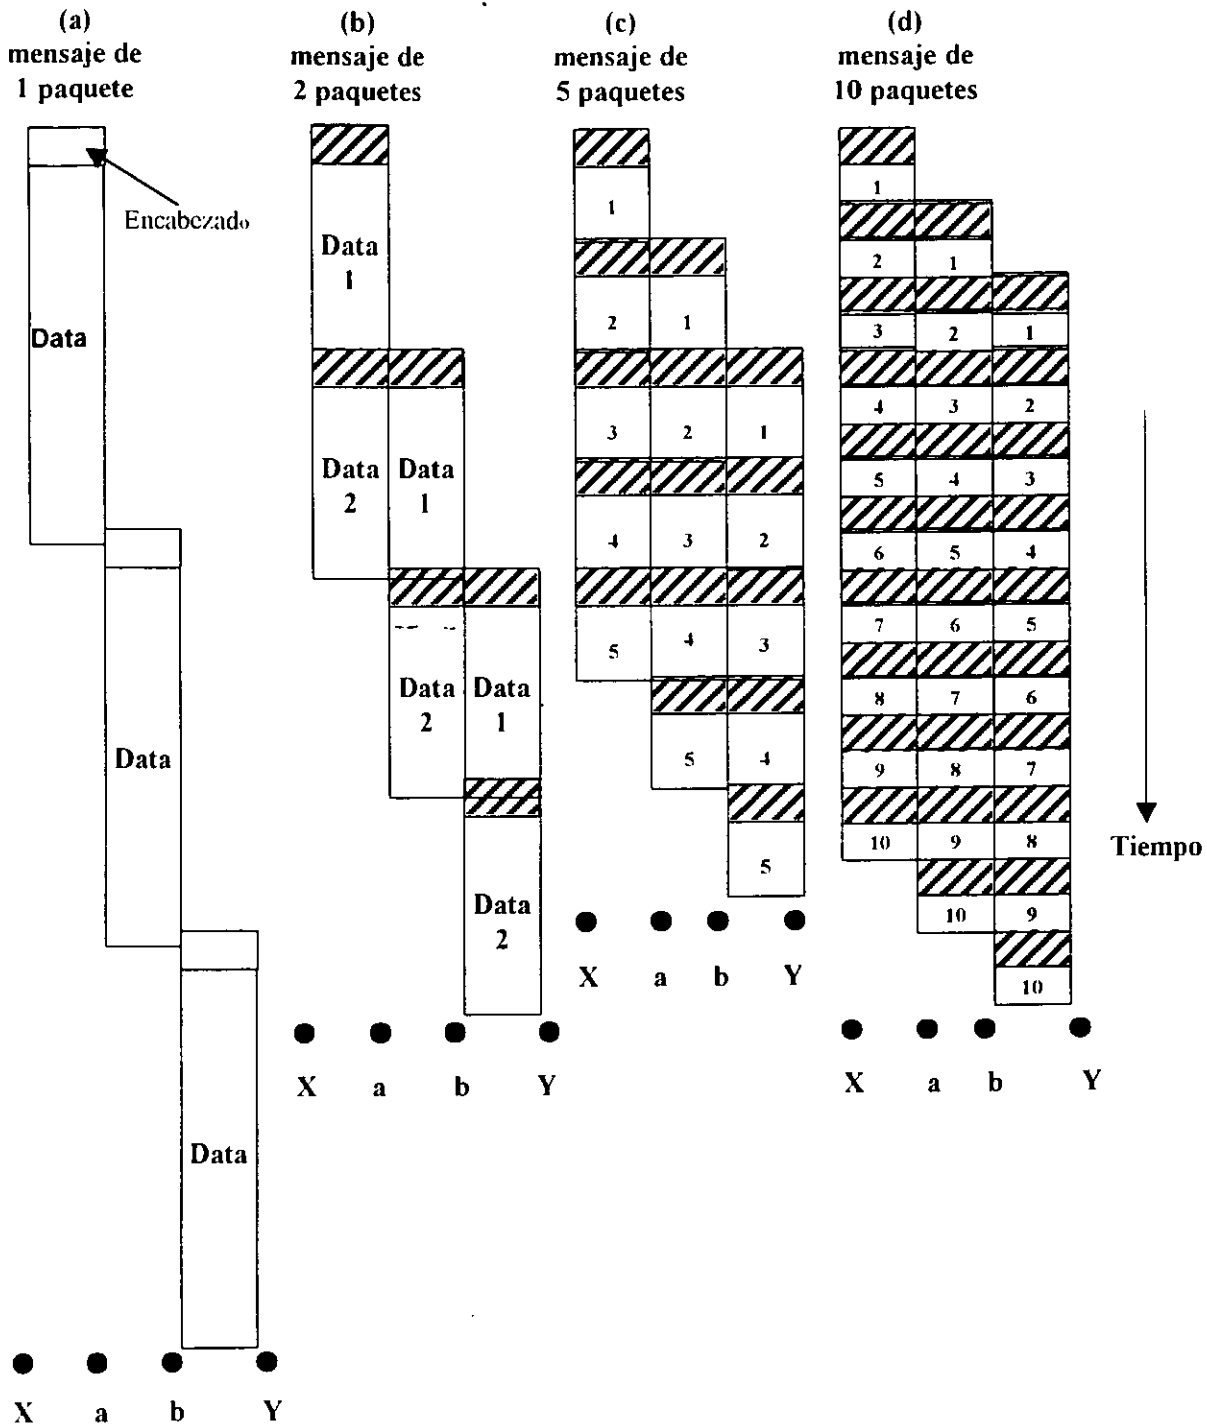 (a)
mensaje de
1 paquete
Encabezado
Data
Data
Data
X a b Y
(b)
mensaje de
2 paquetes
Data
1
Data
2
Data
1
Data
2
Data
1
Data
2
X a b Y
(c)
mensaje de
5 paquetes
1
2 1
3 2 1
4 3 2
5 4 3
5 4
5
X a b Y
(d)
mensaje de
10 paquetes
1
2 1
3 2 1
4 3 2
5 4 3
6 5 4
7 6 5
8 7 6
9 8 7
10 9 8
10 9
10
X a b Y
Tiempo